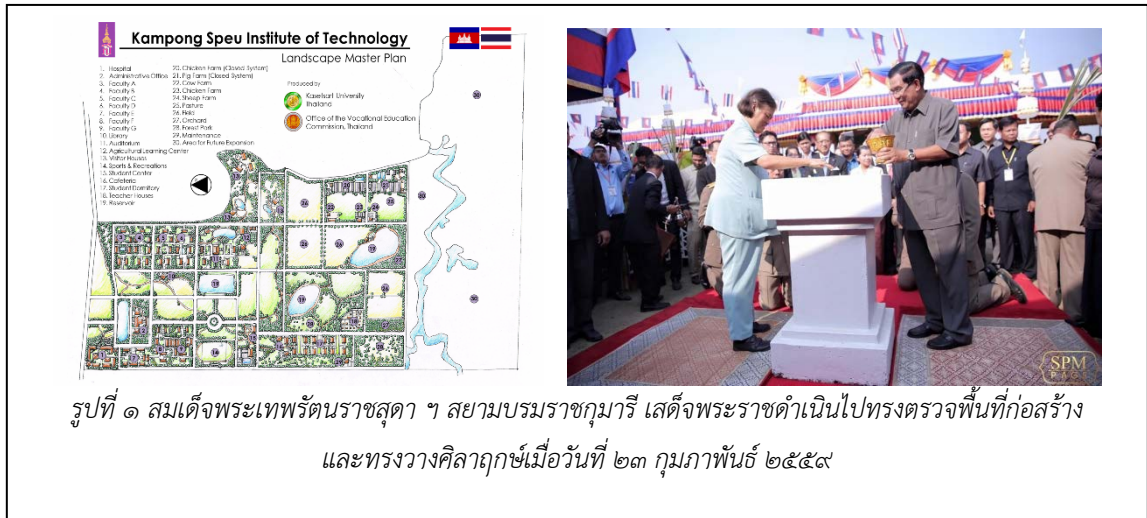 Kampong Speu Institute of Technology
Landscape Master Plan
1. Hospital
2. Administrative Office
3. Faculty A
4. Faculty B
5. Faculty C
6. Faculty D
7. Faculty E
8. Faculty F
9. Faculty G
10. Library
11. Auditorium
12. Agricultural Learning Center
13. Visitor Houses
14. Sports & Recreations
15. Student Center
16. Cafeteria
17. Student Dormitory
18. Teacher Houses
19. Reservoir
20. Chicken Farm (Closed System)
21. Pig Farm (Closed System)
22. Cow Farm
23. Chicken Farm
24. Sheep Farm
25. Pasture
26. Field
27. Orchard
28. Forest Park
29. Maintenance
30. Area for Future Expansion
Produced by
Kasetsart University
Thailand
Office of the Vocational Education
Commission, Thailand
SPM
PAGE
รูปที่ ๑ สมเด็จพระเทพรัตนราชสุดา ฯ สยามบรมราชกุมารี เสด็จพระราชดำเนินไปทรงตรวจพื้นที่ก่อสร้าง
และทรงวางศิลาฤกษ์เมื่อวันที่ ๒๓ กุมภาพันธ์ ๒๕๕๙